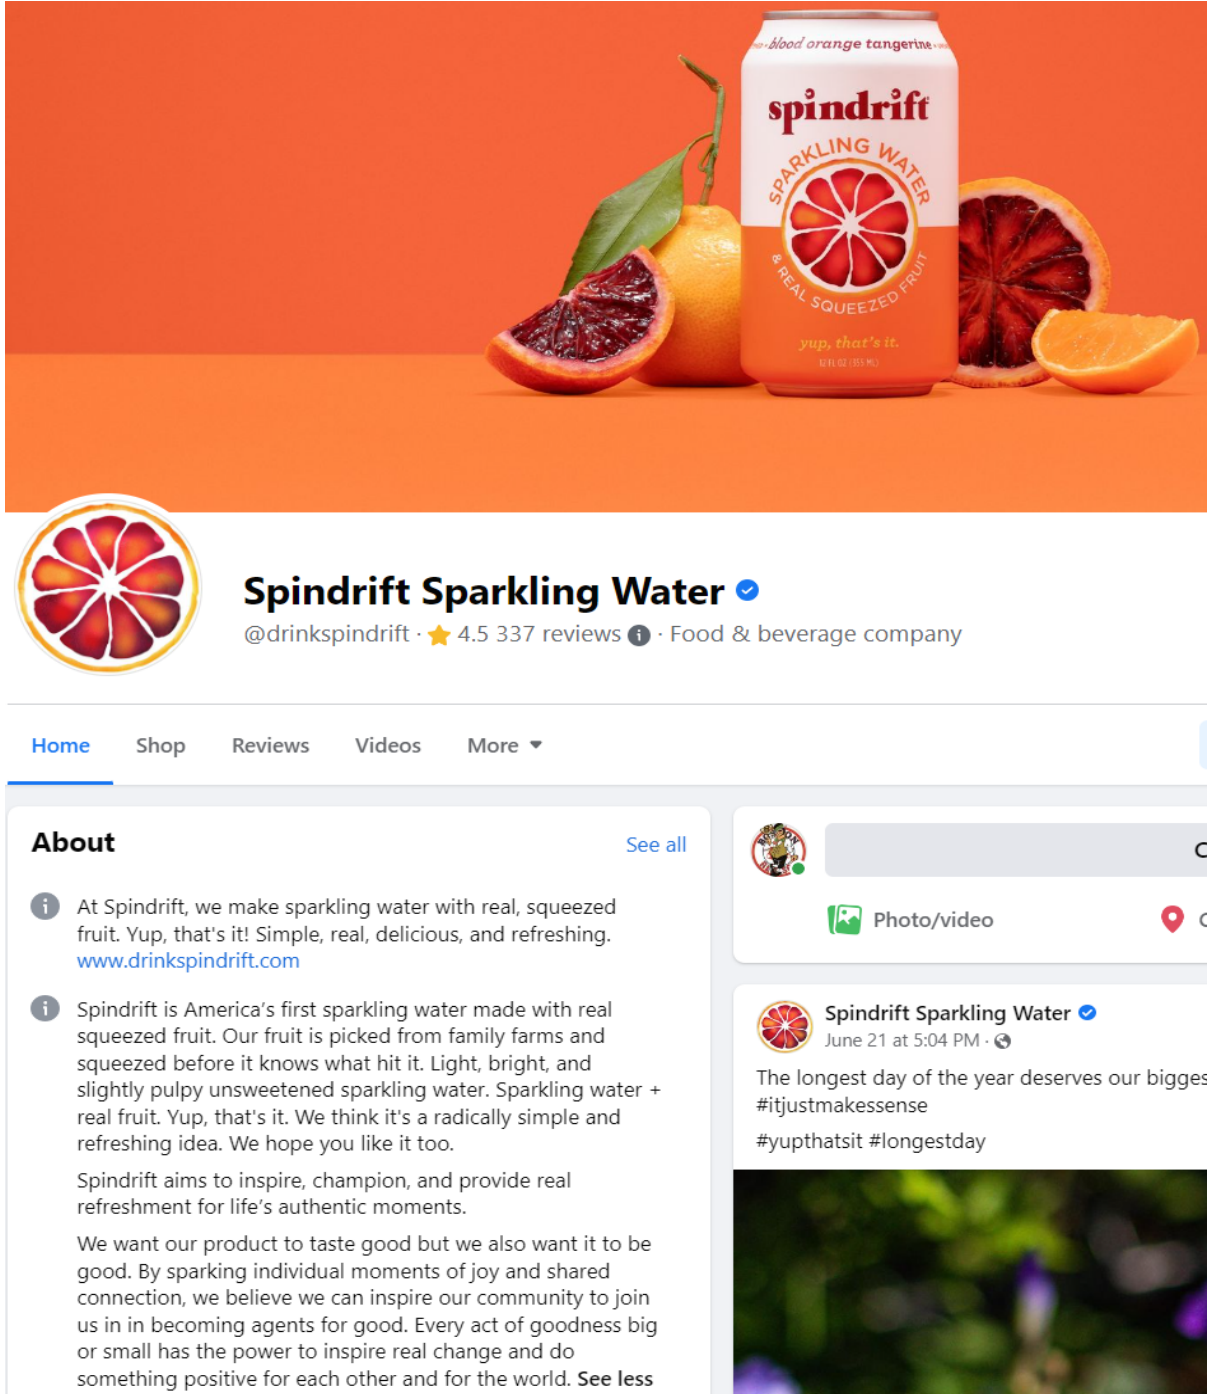 blood orange tangerine
spindrift
SPARKLING WATER
& REAL SQUEEZED FRUIT
yup, that's it.
12 FL OZ (355 ML)
Spindrift Sparkling Water
@drinkspindrift · 4.5 337 reviews · Food & beverage company
Home Shop Reviews Videos More
About
See all
At Spindrift, we make sparkling water with real, squeezed
fruit. Yup, that's it! Simple, real, delicious, and refreshing.
www.drinkspindrift.com
Spindrift is America's first sparkling water made with real
squeezed fruit. Our fruit is picked from family farms and
squeezed before it knows what hit it. Light, bright, and
slightly pulpy unsweetened sparkling water. Sparkling water +
real fruit. Yup, that's it. We think it's a radically simple and
refreshing idea. We hope you like it too.
Spindrift aims to inspire, champion, and provide real
refreshment for life's authentic moments.
We want our product to taste good but we also want it to be
good. By sparking individual moments of joy and shared
connection, we believe we can inspire our community to join
us in in becoming agents for good. Every act of goodness big
or small has the power to inspire real change and do
something positive for each other and for the world. See less
Photo/video
Spindrift Sparkling Water
June 21 at 5:04 PM ·
The longest day of the year deserves our bigges
#itjustmakessense
#yupthatsit #longestday